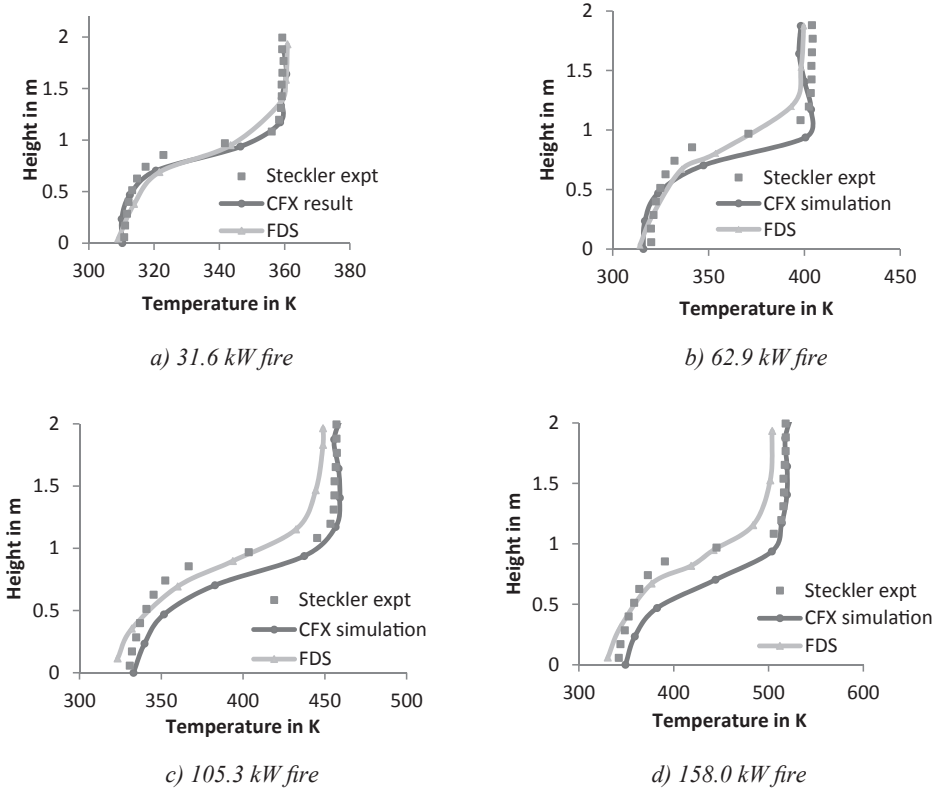 2
1.5
1
0.5
0
300 320 340 360 380
Height in m
Temperature in K
Steckler expt
CFX result
FDS
a) 31.6 kW fire
2
1.5
1
0.5
0
300 350 400 450
Height in m
Temperature in K
Steckler expt
CFX simulation
FDS
b) 62.9 kW fire
2
1.5
1
0.5
0
300 350 400 450 500
Height in m
Temperature in K
Steckler expt
CFX simulation
FDS
c) 105.3 kW fire
2
1.5
1
0.5
0
300 400 500 600
Height in m
Temperature in K
Steckler expt
CFX simulation
FDS
d) 158.0 kW fire